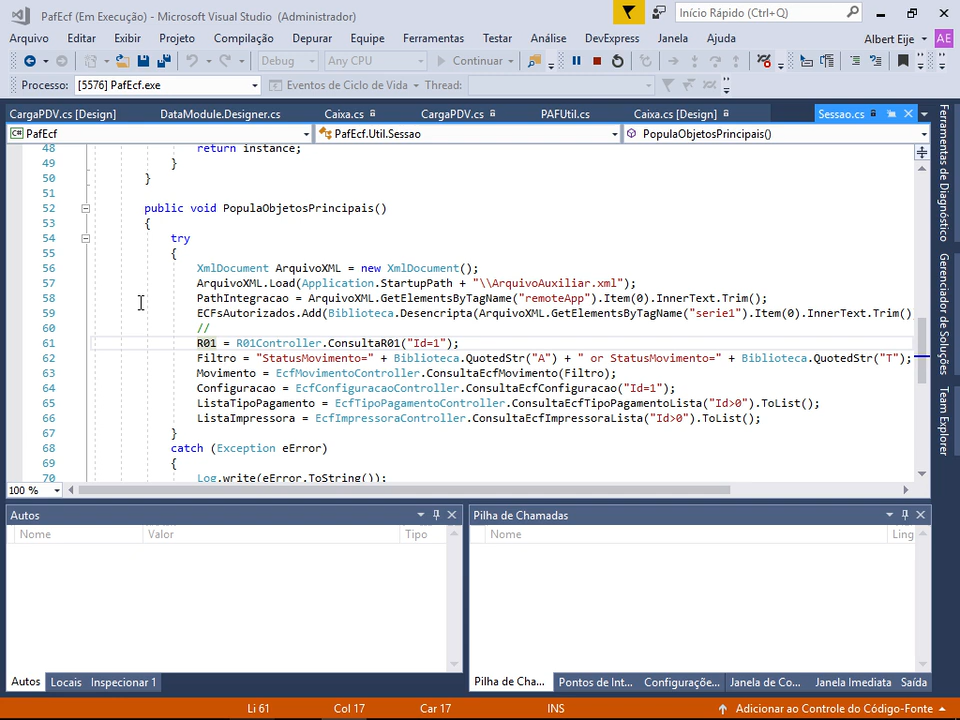 PafEcf (Em Execução) - Microsoft Visual Studio (Administrador)
Início Rápido (Ctrl+Q)
Arquivo Editar Exibir Projeto Compilação Depurar Equipe Ferramentas Testar Análise DevExpress Janela Ajuda Albert Eije AE
Debug Any CPU Continuar
Processo: [5576] PafEcf.exe Eventos de Ciclo de Vida Thread:
CargaPDV.cs [Design] DataModule.Designer.cs Caixa.cs CargaPDV.cs PAFUtil.cs Caixa.cs [Design] Sessao.cs
C# PafEcf PafEcf.Util.Sessao PopulaObjetosPrincipais()
48 return instance;
49 }
50 }
51
52 public void PopulaObjetosPrincipais()
53 {
54 try
55 {
56 XmlDocument ArquivoXML = new XmlDocument();
57 ArquivoXML.Load(Application.StartupPath + "\\ArquivoAuxiliar.xml");
58 PathIntegracao = ArquivoXML.GetElementsByTagName("remoteApp").Item(0).InnerText.Trim();
59 ECFsAutorizados.Add(Biblioteca.Desencripta(ArquivoXML.GetElementsByTagName("serie1").Item(0).InnerText.Trim()
60 //
61 R01 = R01Controller.ConsultaR01("Id=1");
62 Filtro = "StatusMovimento=" + Biblioteca.QuotedStr("A") + " or StatusMovimento=" + Biblioteca.QuotedStr("T");
63 Movimento = EcfMovimentoController.ConsultaEcfMovimento(Filtro);
64 Configuracao = EcfConfiguracaoController.ConsultaEcfConfiguracao("Id=1");
65 ListaTipoPagamento = EcfTipoPagamentoController.ConsultaEcfTipoPagamentoLista("Id>0").ToList();
66 ListaImpressora = EcfImpressoraController.ConsultaEcfImpressoraLista("Id>0").ToList();
67 }
68 catch (Exception eError)
69 {
70 Log.write(eError.ToString());
100 %
Ferramentas de Diagnóstico
Gerenciador de Soluções
Team Explorer
Autos
Nome Valor Tipo
Pilha de Chamadas
Nome Ling
Autos Locais Inspecionar 1
Pilha de Cha... Pontos de Int... Configuraçõe... Janela de Co... Janela Imediata Saída
Li 61 Col 17 Car 17 INS Adicionar ao Controle do Código-Fonte